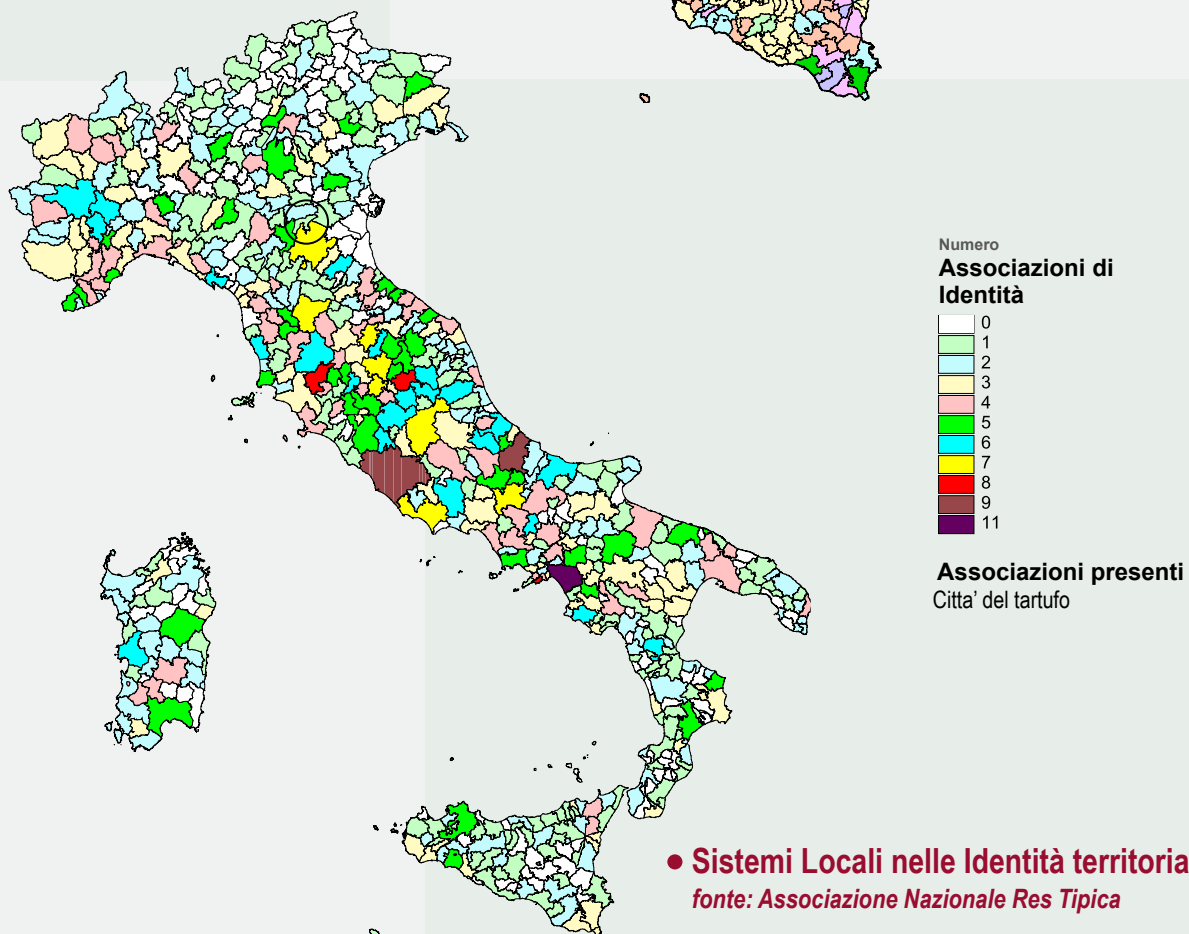 Numero
Associazioni di
Identità
0
1
2
3
4
5
6
7
8
9
11
Associazioni presenti
Citta' del tartufo
• Sistemi Locali nelle Identità territoria
fonte: Associazione Nazionale Res Tipica